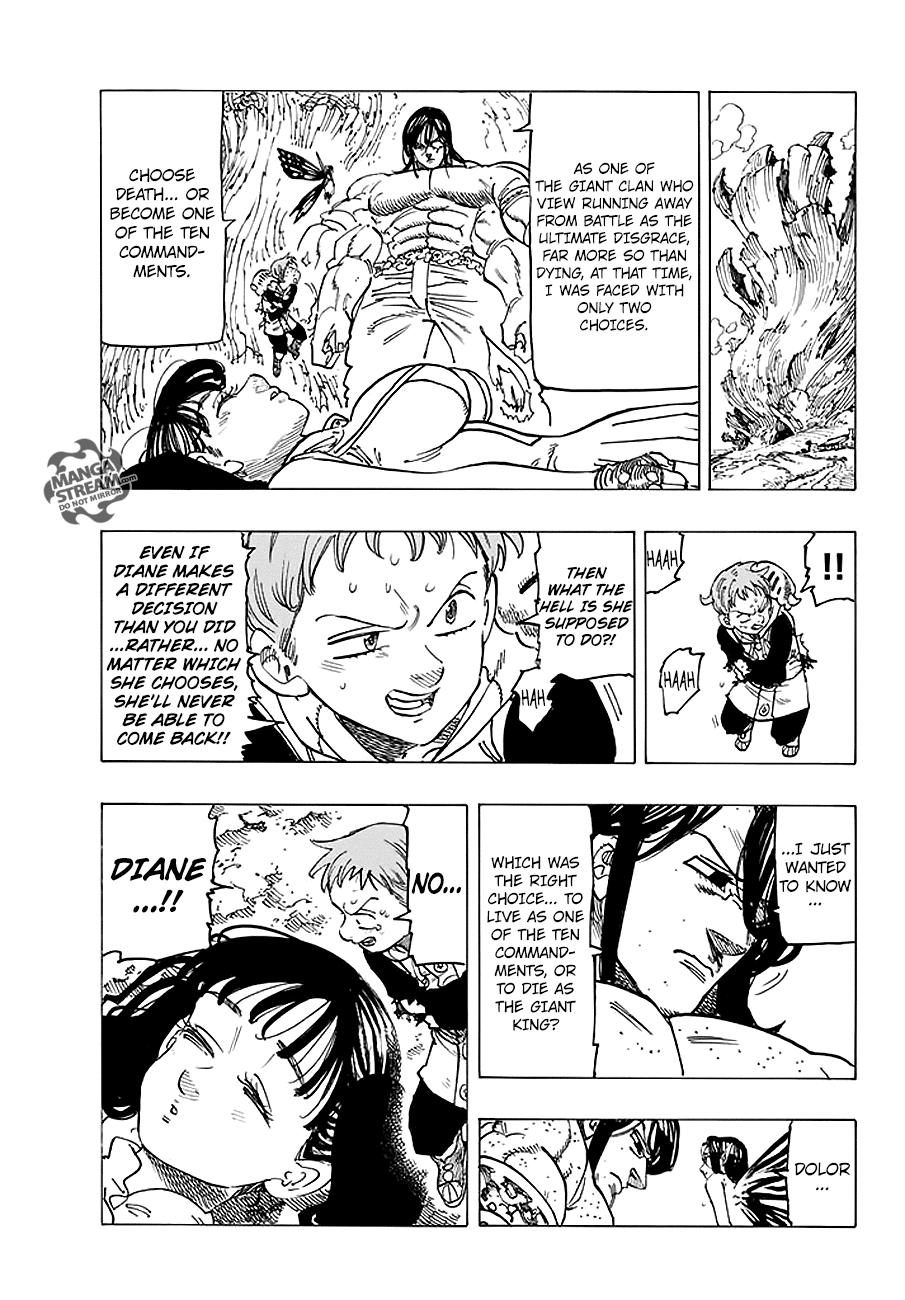 AS ONE OF
THE GIANT CLAN WHO
VIEW RUNNING AWAY
FROM BATTLE AS THE
ULTIMATE DISGRACE,
FAR MORE SO THAN
DYING, AT THAT TIME,
I WAS FACED WITH
ONLY TWO
CHOICES.
CHOOSE
DEATH... OR
BECOME ONE
OF THE TEN
COMMAND-
MENTS.
MANGA
STREAM.com
DO NOT MIRROR
!!
HAAH
HAAH
THEN
WHAT THE
HELL IS SHE
SUPPOSED
TO DO?!
HAH
EVEN IF
DIANE MAKES
A DIFFERENT
DECISION
THAN YOU DID
...RATHER... NO
MATTER WHICH
SHE CHOOSES,
SHE'LL NEVER
BE ABLE TO
COME BACK!!
...I JUST
WANTED
TO KNOW
...
WHICH WAS
THE RIGHT
CHOICE... TO
LIVE AS ONE
OF THE TEN
COMMAND-
MENTS, OR
TO DIE AS
THE GIANT
KING?
DOLOR
...
NO...
DIANE
...!!